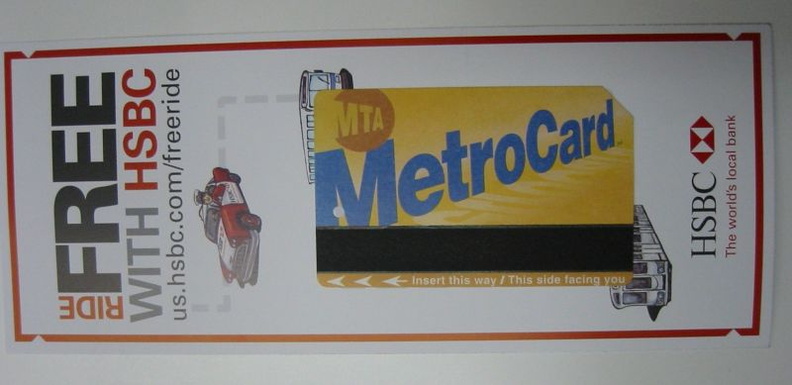 RIDE FREE
WITH HSBC
us.hsbc.com/freeride
MTA
MetroCard
Insert this way / This side facing you
HSBC
The world's local bank